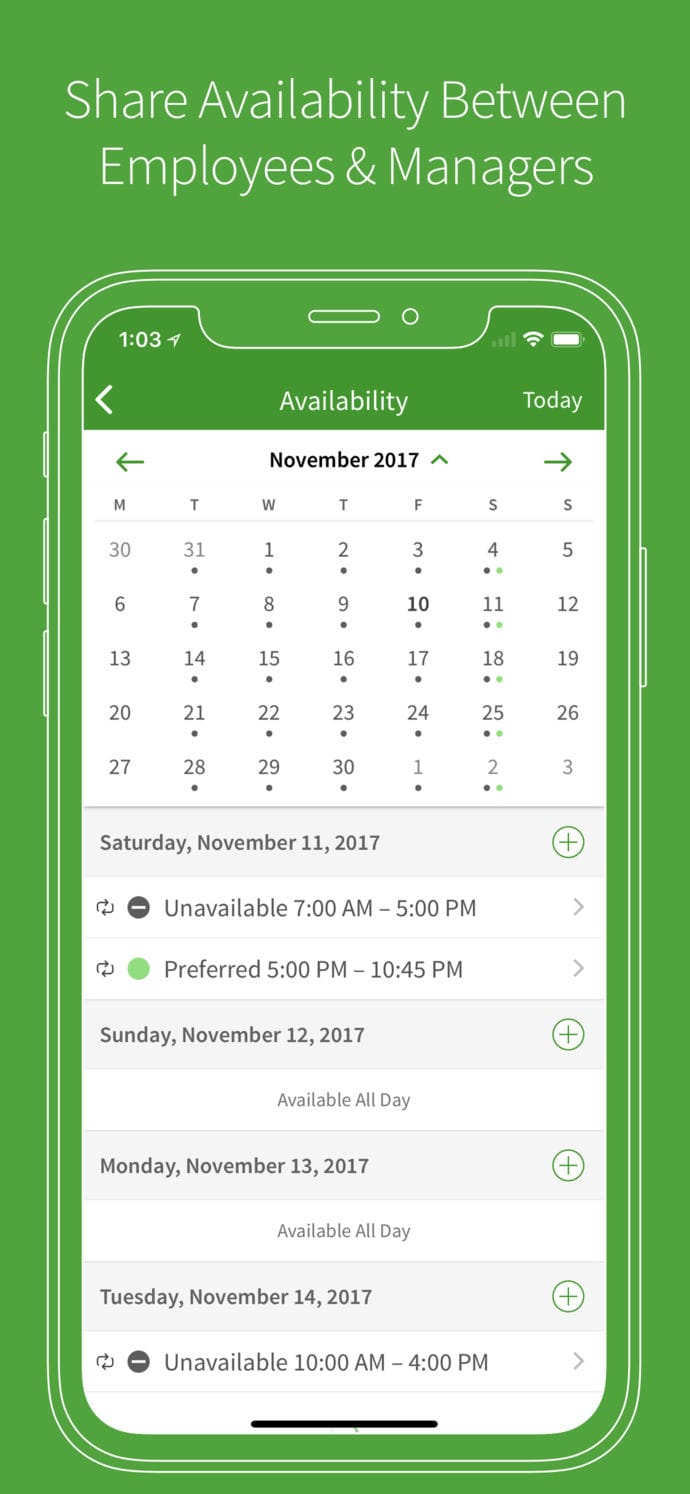 Share Availability Between
Employees & Managers
1:03
Availability Today
November 2017
M T W T F S S
30 31 1 2 3 4 5
6 7 8 9 10 11 12
13 14 15 16 17 18 19
20 21 22 23 24 25 26
27 28 29 30 1 2 3
Saturday, November 11, 2017
Unavailable 7:00 AM – 5:00 PM
Preferred 5:00 PM – 10:45 PM
Sunday, November 12, 2017
Available All Day
Monday, November 13, 2017
Available All Day
Tuesday, November 14, 2017
Unavailable 10:00 AM – 4:00 PM